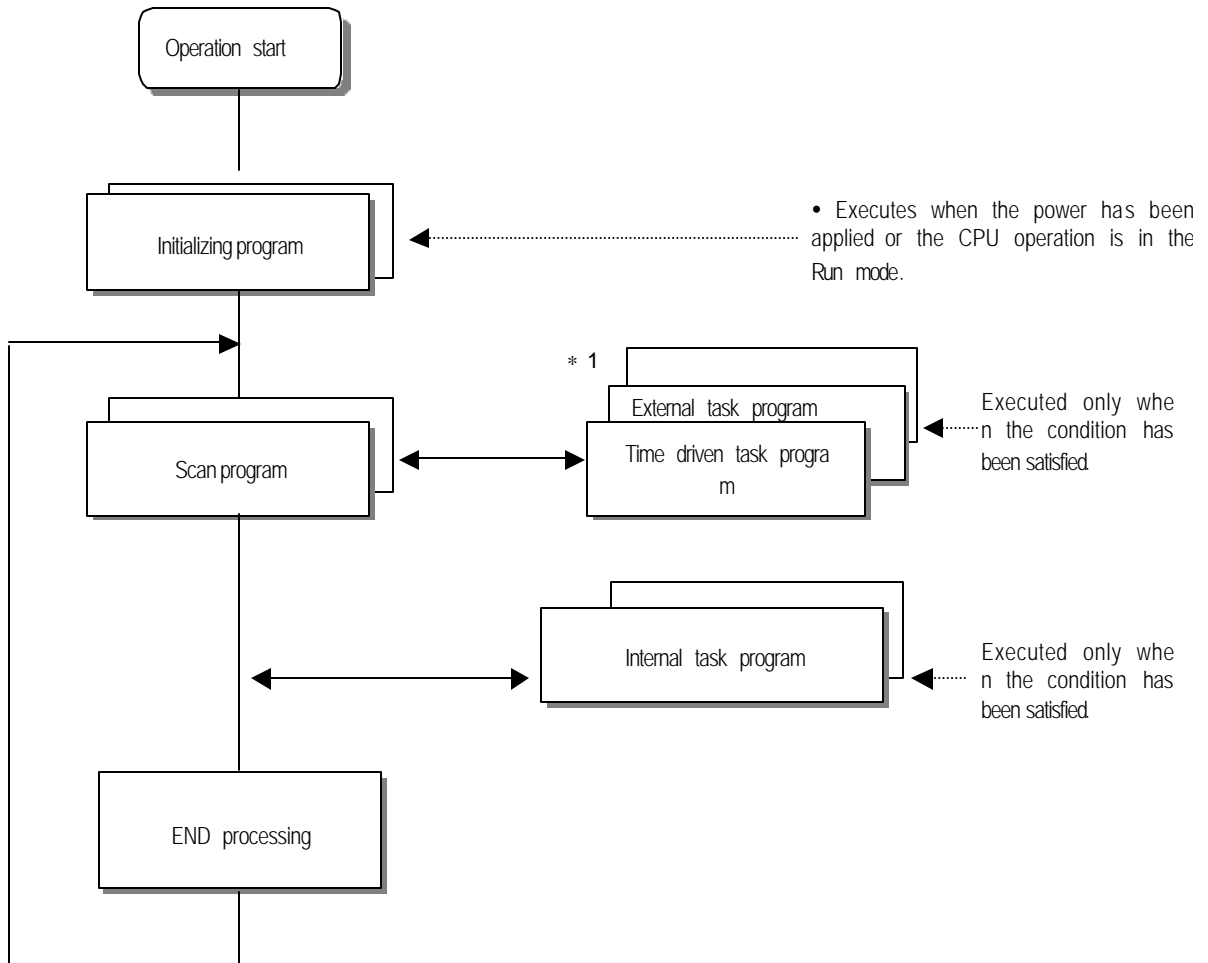 Operation start
Initializing program
• Executes when the power has been
applied or the CPU operation is in the
Run mode.
* 1
External task program
Time driven task progra
m
Executed only whe
n the condition has
been satisfied.
Scan program
Internal task program
Executed only whe
n the condition has
been satisfied.
END processing